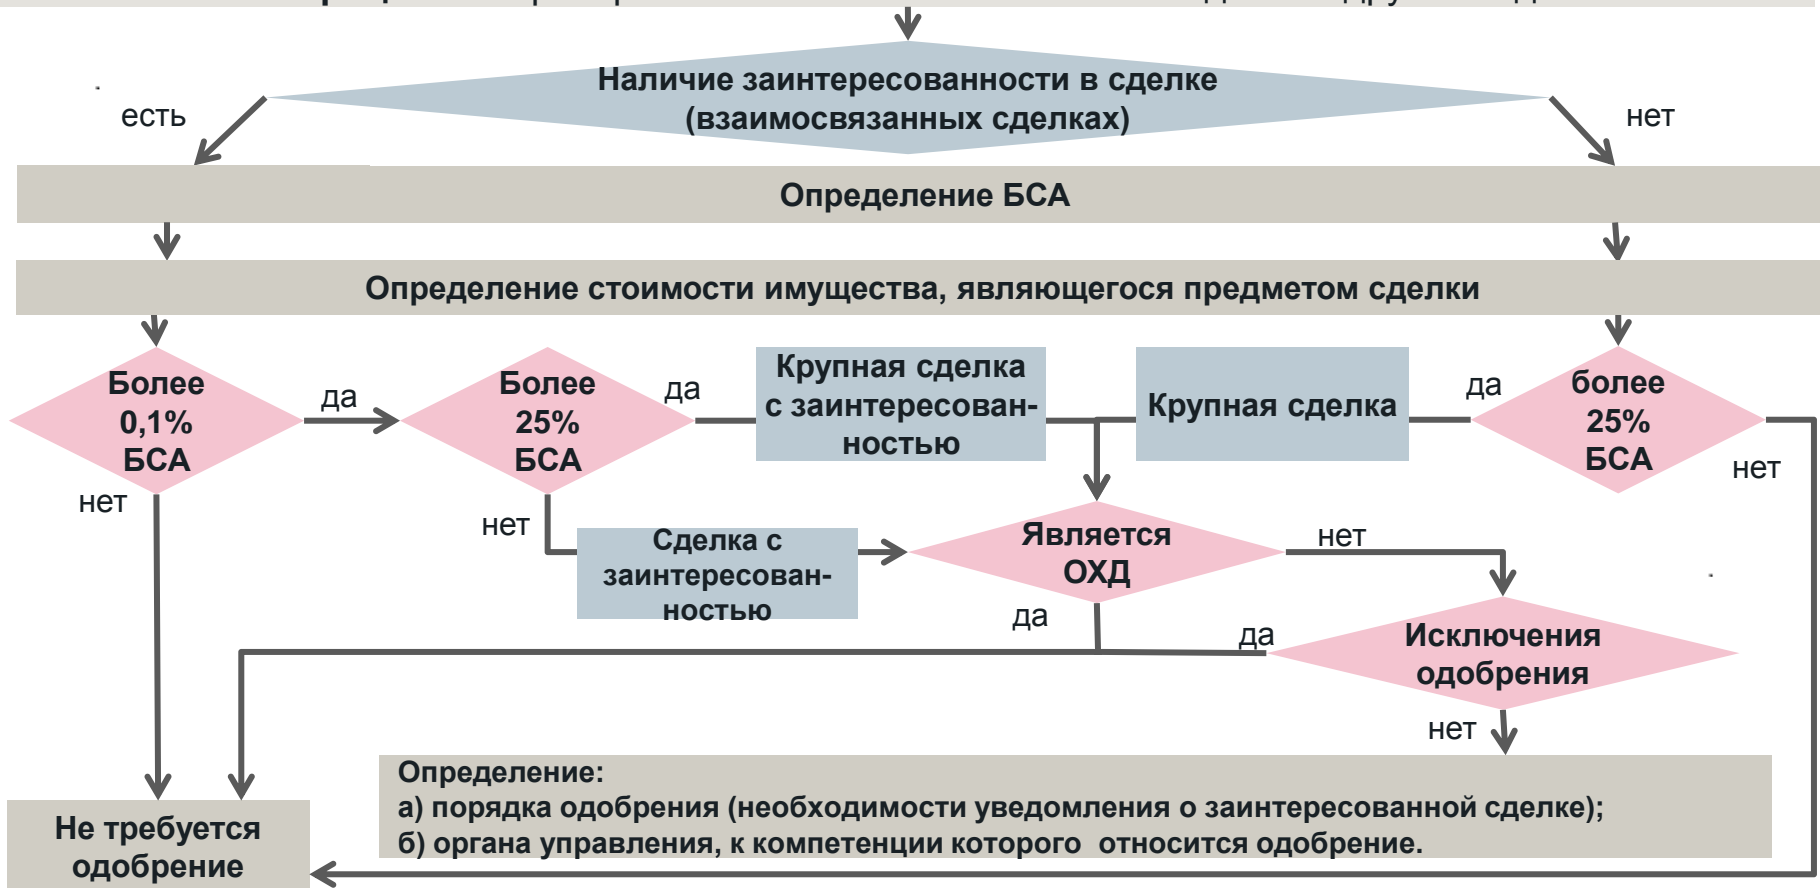 Наличие заинтересованности в сделке
(взаимосвязанных сделках)
есть
нет
Определение БСА
Определение стоимости имущества, являющегося предметом сделки
Более
0,1%
БСА
да
Более
25%
БСА
да
Крупная сделка
с заинтересован-
ностью
Крупная сделка
да
более
25%
БСА
нет
нет
нет
Сделка с
заинтересован-
ностью
Является
ОХД
нет
да
да
Исключения
одобрения
нет
Определение:
а) порядка одобрения (необходимости уведомления о заинтересованной сделке);
б) органа управления, к компетенции которого относится одобрение.
Не требуется
одобрение